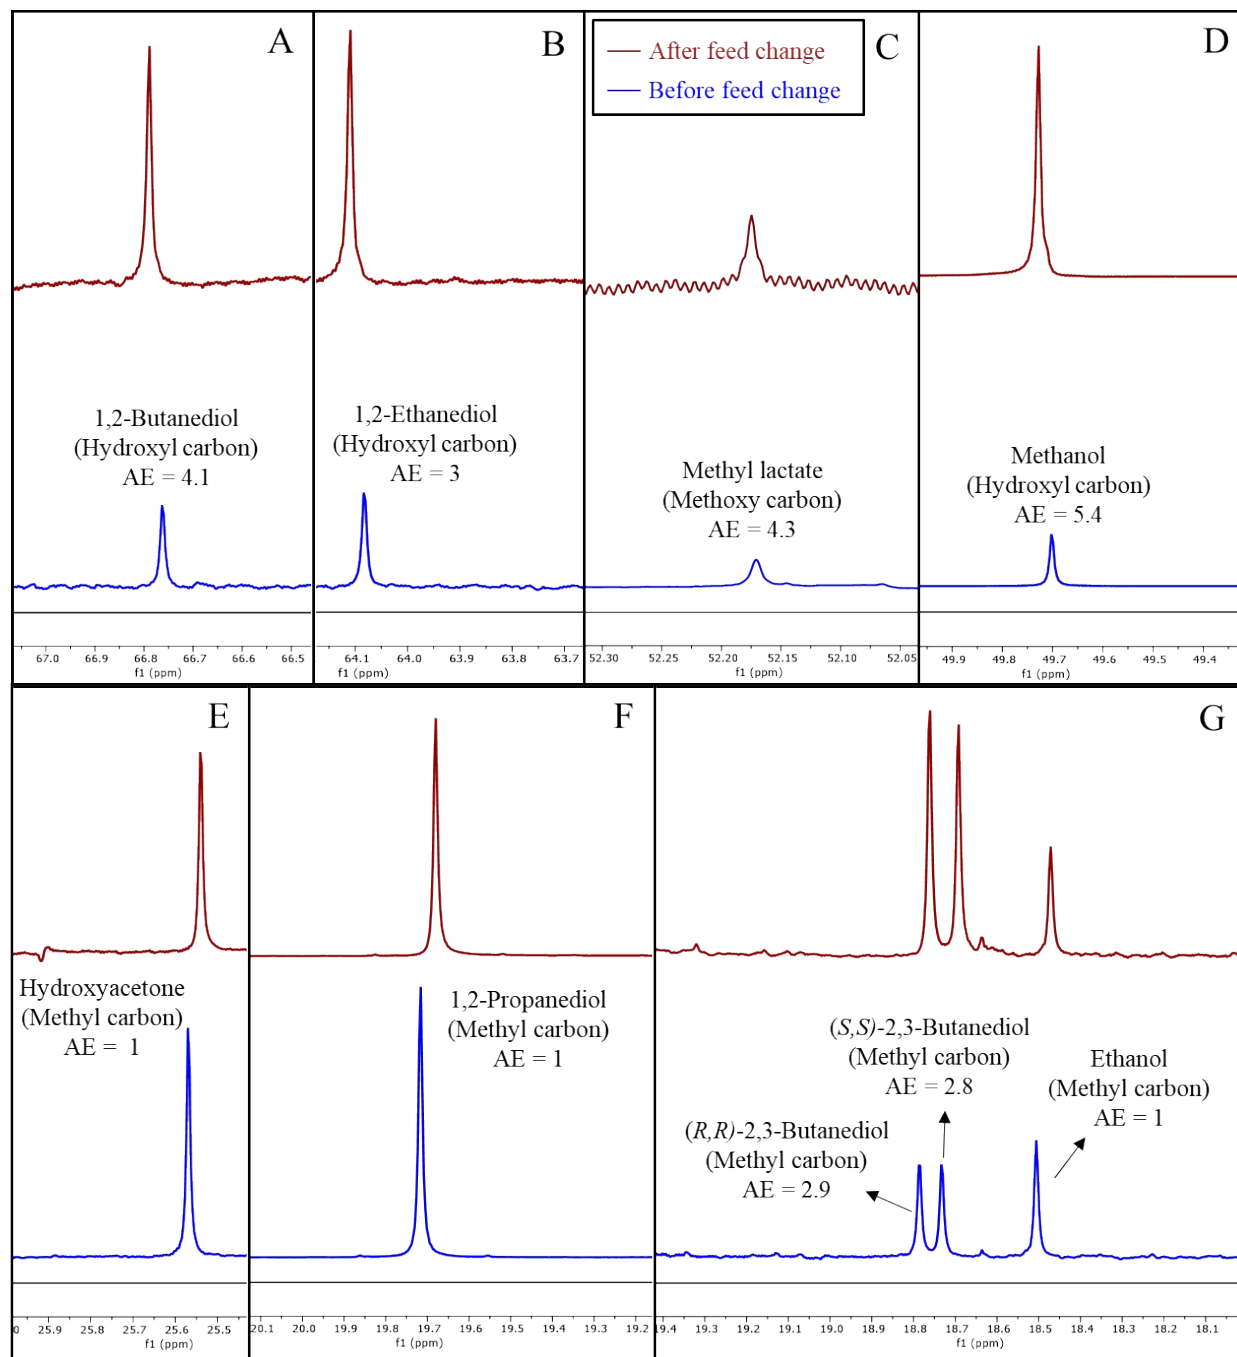 A
B
C
D
After feed change
Before feed change
1,2-Butanediol
(Hydroxyl carbon)
AE = 4.1
1,2-Ethanediol
(Hydroxyl carbon)
AE = 3
Methyl lactate
(Methoxy carbon)
AE = 4.3
Methanol
(Hydroxyl carbon)
AE = 5.4
67.0 66.9 66.8 66.7 66.6 66.5
f1 (ppm)
64.1 64.0 63.9 63.8 63.7
f1 (ppm)
52.30 52.25 52.20 52.15 52.10 52.05
f1 (ppm)
49.9 49.8 49.7 49.6 49.5 49.4
f1 (ppm)
E
F
G
Hydroxyacetone
(Methyl carbon)
AE = 1
1,2-Propanediol
(Methyl carbon)
AE = 1
(S,S)-2,3-Butanediol
(Methyl carbon)
AE = 2.8
(R,R)-2,3-Butanediol
(Methyl carbon)
AE = 2.9
Ethanol
(Methyl carbon)
AE = 1
0 25.9 25.8 25.7 25.6 25.5
f1 (ppm)
20.1 20.0 19.9 19.8 19.7 19.6 19.5 19.4 19.3 19.2
f1 (ppm)
19.4 19.3 19.2 19.1 19.0 18.9 18.8 18.7 18.6 18.5 18.4 18.3 18.2 18.1
f1 (ppm)